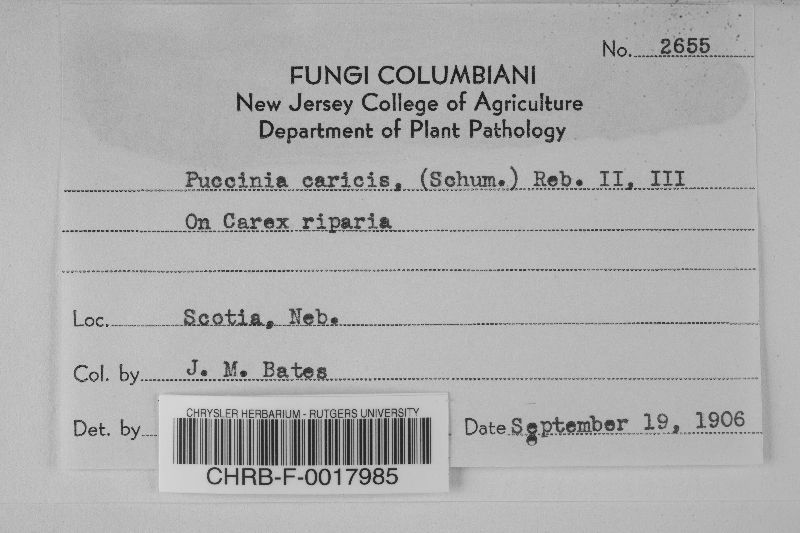 No. 2655
FUNGI COLUMBIANI
New Jersey College of Agriculture
Department of Plant Pathology
Puccinia caricis, (Schum.) Reb. II, III
On Carex riparia
Loc. Scotia, Neb.
Col. by J. M. Bates
Det. by
Date September 19, 1906
CHRYSLER HERBARIUM - RUTGERS UNIVERSITY
CHRB-F-0017985